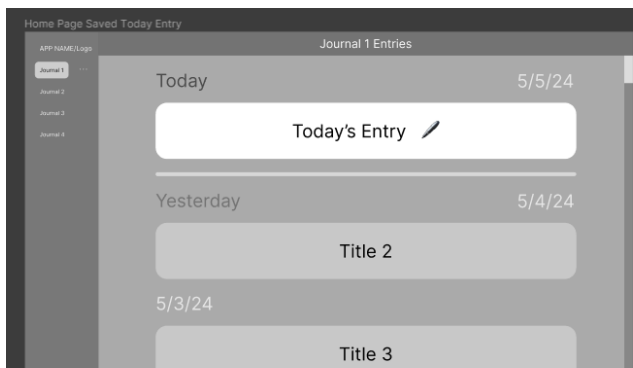 Home Page Saved Today Entry
APP NAME/Logo
Journal 1 ...
Journal 2
Journal 3
Journal 4
Journal 1 Entries
Today 5/5/24
Today’s Entry
Yesterday 5/4/24
Title 2
5/3/24
Title 3